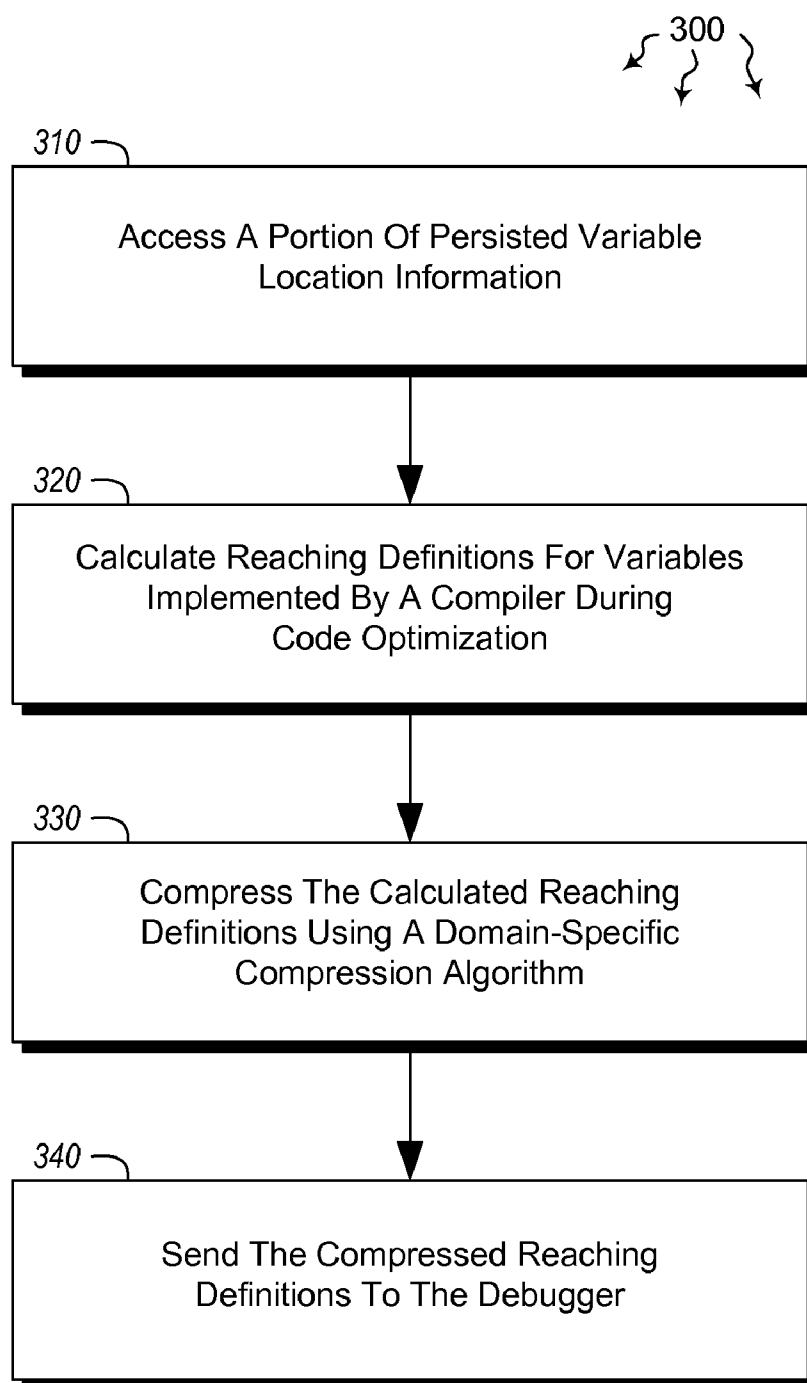 300
310
Access A Portion Of Persisted Variable
Location Information
320
Calculate Reaching Definitions For Variables
Implemented By A Compiler During
Code Optimization
330
Compress The Calculated Reaching
Definitions Using A Domain-Specific
Compression Algorithm
340
Send The Compressed Reaching
Definitions To The Debugger